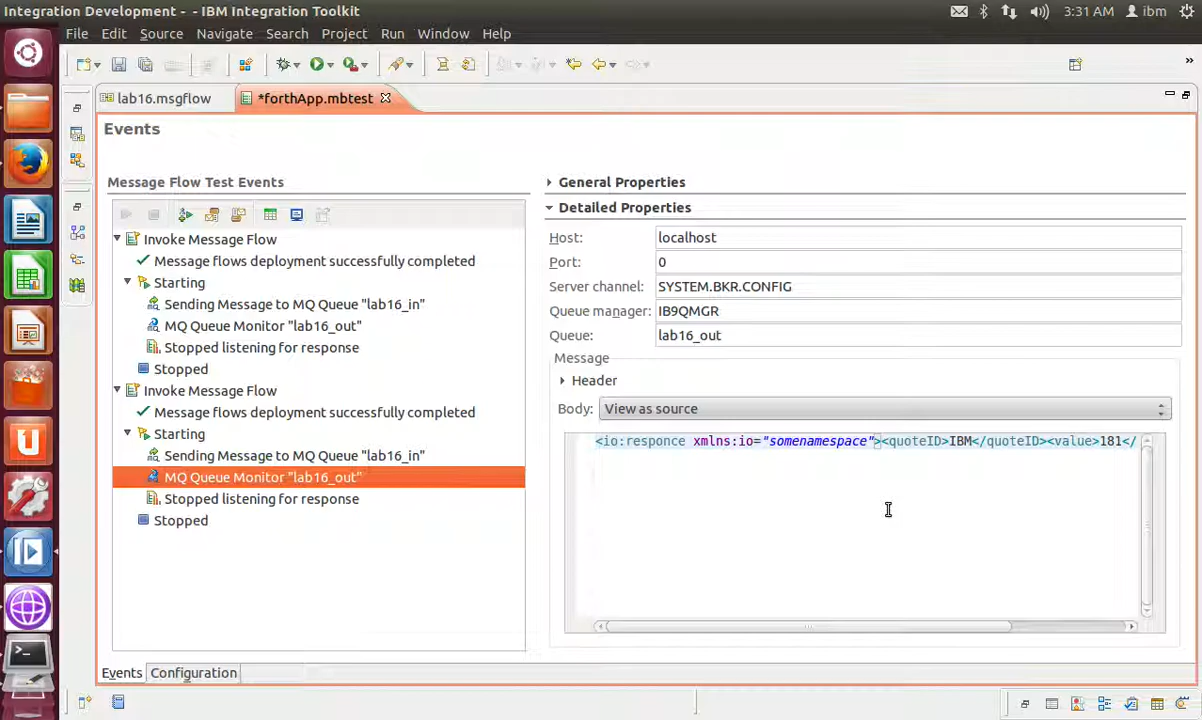 Integration Development - - IBM Integration Toolkit
3:31 AM
ibm
File Edit Source Navigate Search Project Run Window Help
lab16.msgflow
*forthApp.mbtest
Events
Message Flow Test Events
Invoke Message Flow
Message flows deployment successfully completed
Starting
Sending Message to MQ Queue "lab16_in"
MQ Queue Monitor "lab16_out"
Stopped listening for response
Stopped
Invoke Message Flow
Message flows deployment successfully completed
Starting
Sending Message to MQ Queue "lab16_in"
MQ Queue Monitor "lab16_out"
Stopped listening for response
Stopped
General Properties
Detailed Properties
Host: localhost
Port: 0
Server channel: SYSTEM.BKR.CONFIG
Queue manager: IB9QMGR
Queue: lab16_out
Message
Header
Body: View as source
<io:responce xmlns:io="somenamespace"><quoteID>IBM</quoteID><value>181</
Events
Configuration